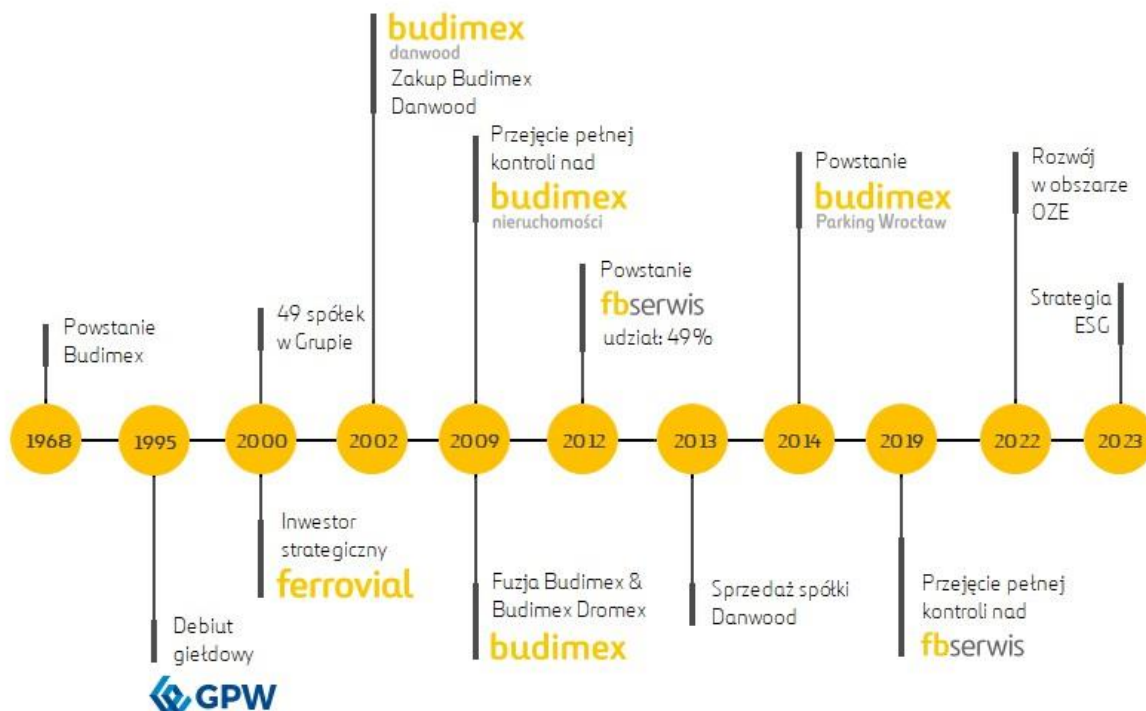 budimex
danwood
Zakup Budimex
Danwood
Przejęcie pełnej
kontroli nad
budimex
nieruchomości
Powstanie
budimex
Parking Wrocław
Rozwój
w obszarze
OZE
Powstanie
fbserwis
udział: 49%
Strategia
ESG
49 spółek
w Grupie
Powstanie
Budimex
1968
1995
2000
2002
2009
2012
2013
2014
2019
2022
2023
Inwestor
strategiczny
ferrovial
Fuzja Budimex &
Budimex Dromex
budimex
Sprzedaż spółki
Danwood
Przejęcie pełnej
kontroli nad
fbserwis
Debiut
giełdowy
GPW